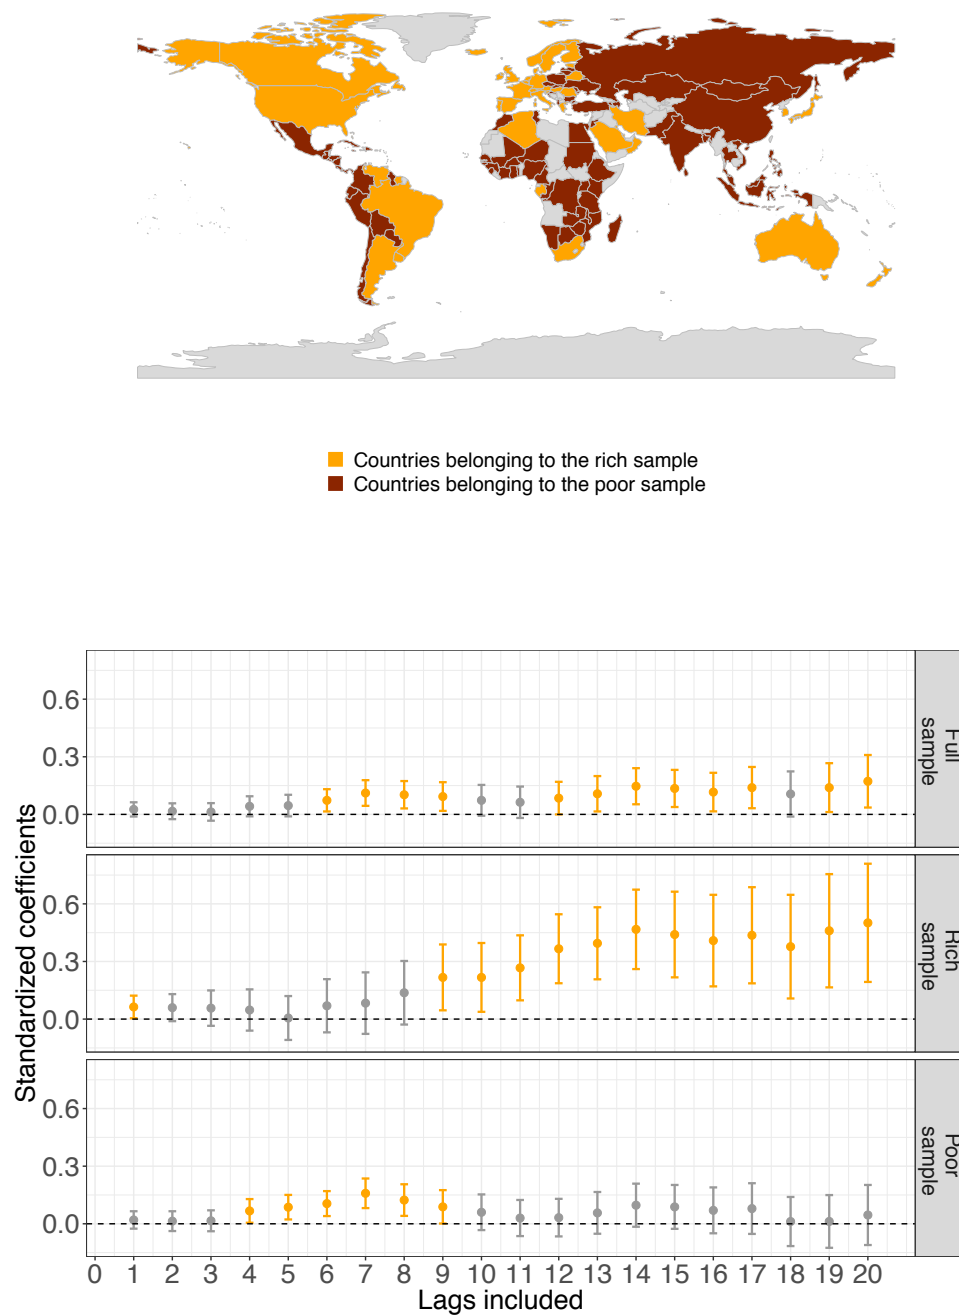 Countries belonging to the rich sample
Countries belonging to the poor sample
Standardized coefficients
0.6
0.3
0.0
Full
sample
0.6
0.3
0.0
Rich
sample
0.6
0.3
0.0
Poor
sample
0 1 2 3 4 5 6 7 8 9 10 11 12 13 14 15 16 17 18 19 20
Lags included